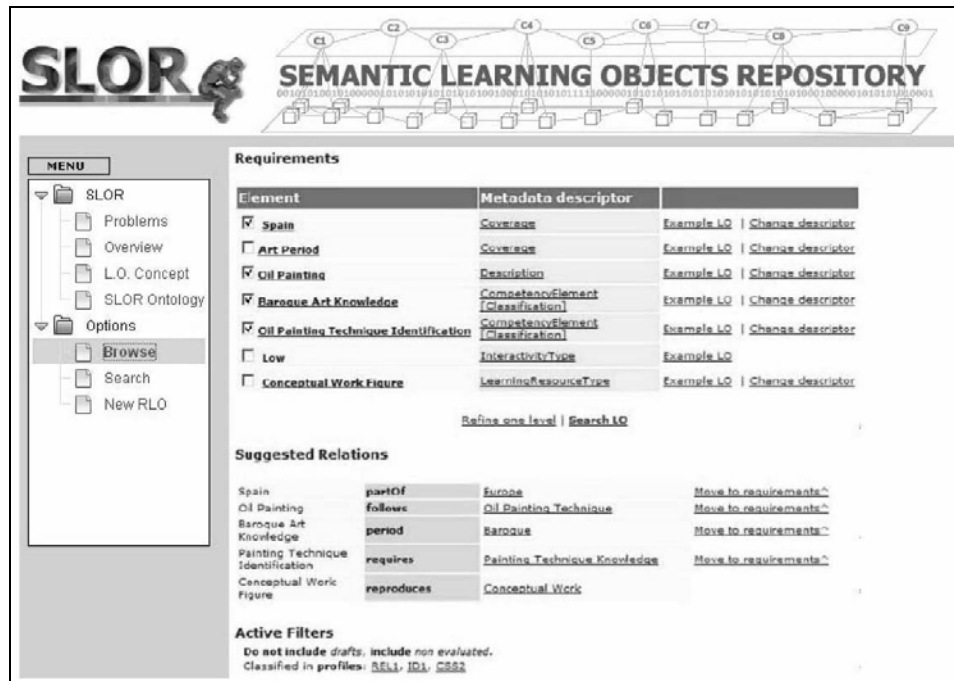 C1 C2 C3 C4 C5 C6 C7 C8 C9
SLOR
SEMANTIC LEARNING OBJECTS REPOSITORY
MENU
SLOR
Problems
Overview
L.O. Concept
SLOR Ontology
Options
Browse
Search
New RLO
Requirements
Element Metadata descriptor
Spain Coverage Example LO | Change descriptor
Art Period Coverage Example LO | Change descriptor
Oil Painting Description Example LO | Change descriptor
Baroque Art Knowledge CompetencyElement [Classification] Example LO | Change descriptor
Oil Painting Technique Identification CompetencyElement [Classification] Example LO | Change descriptor
Low InteractivityType Example LO
Conceptual Work Figure LearningResourceType Example LO | Change descriptor
Refine one level | Search LO
Suggested Relations
Spain partOf Europe Move to requirements^
Oil Painting follows Oil Painting Technique Move to requirements^
Baroque Art Knowledge period Baroque Move to requirements^
Painting Technique Identification requires Painting Technique Knowledge Move to requirements^
Conceptual Work Figure reproduces Conceptual Work
Active Filters
Do not include drafts, include non evaluated.
Classified in profiles: REL1, ID1, CSS2